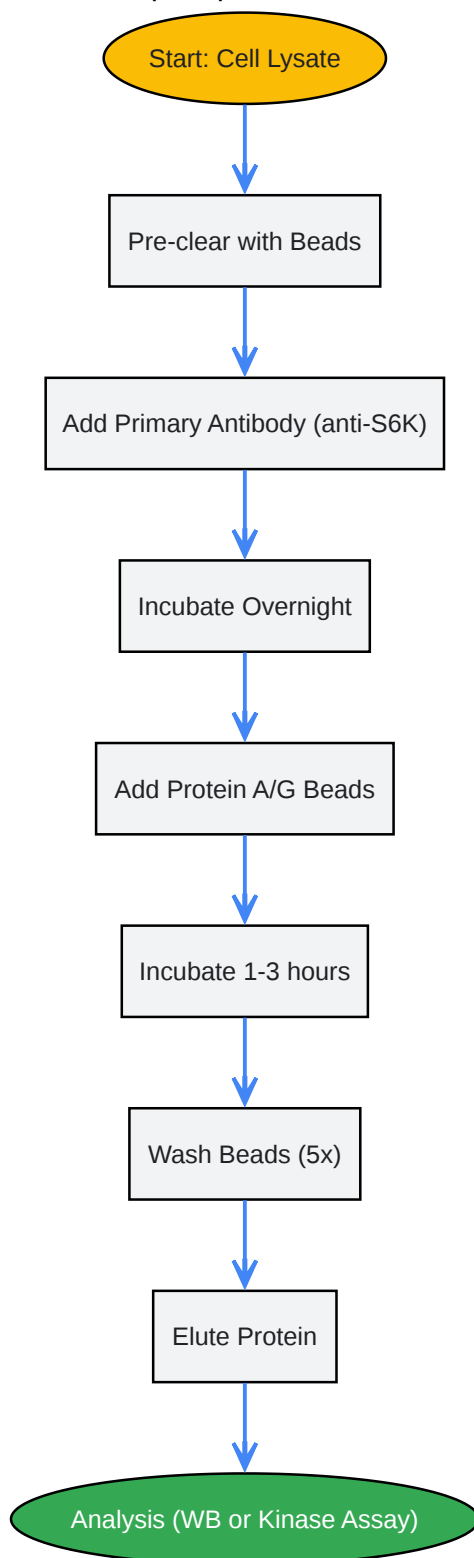 Start: Cell Lysate
Pre-clear with Beads
Add Primary Antibody (anti-S6K)
Incubate Overnight
Add Protein A/G Beads
Incubate 1-3 hours
Wash Beads (5x)
Elute Protein
Analysis (WB or Kinase Assay)